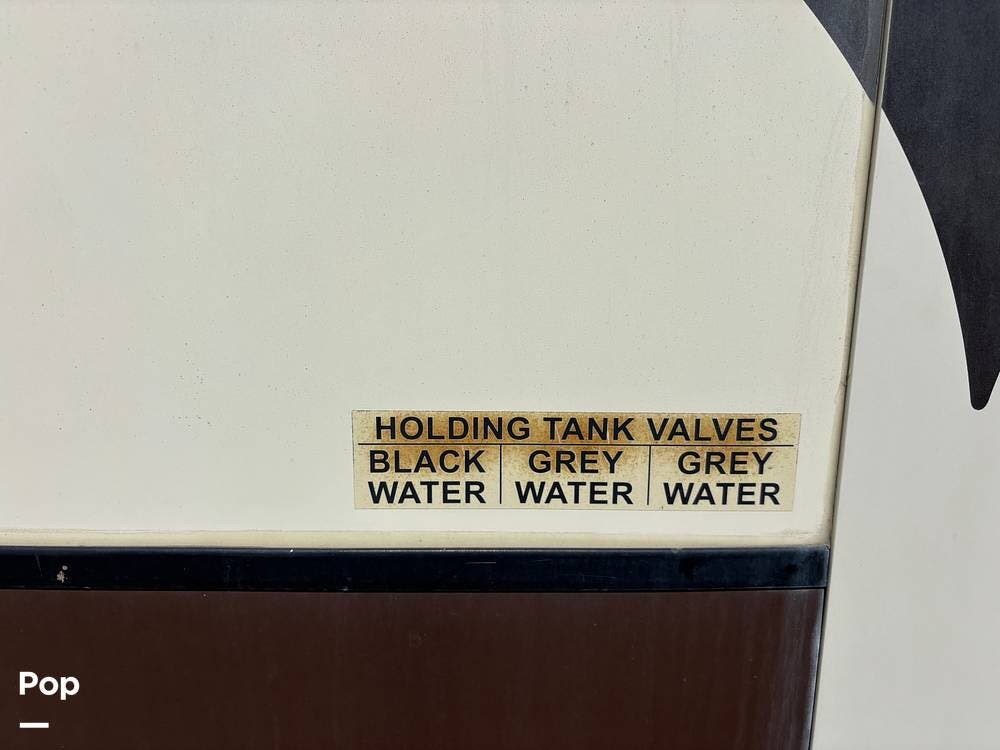 HOLDING TANK VALVES
BLACK WATER
GREY WATER
GREY WATER
Pop